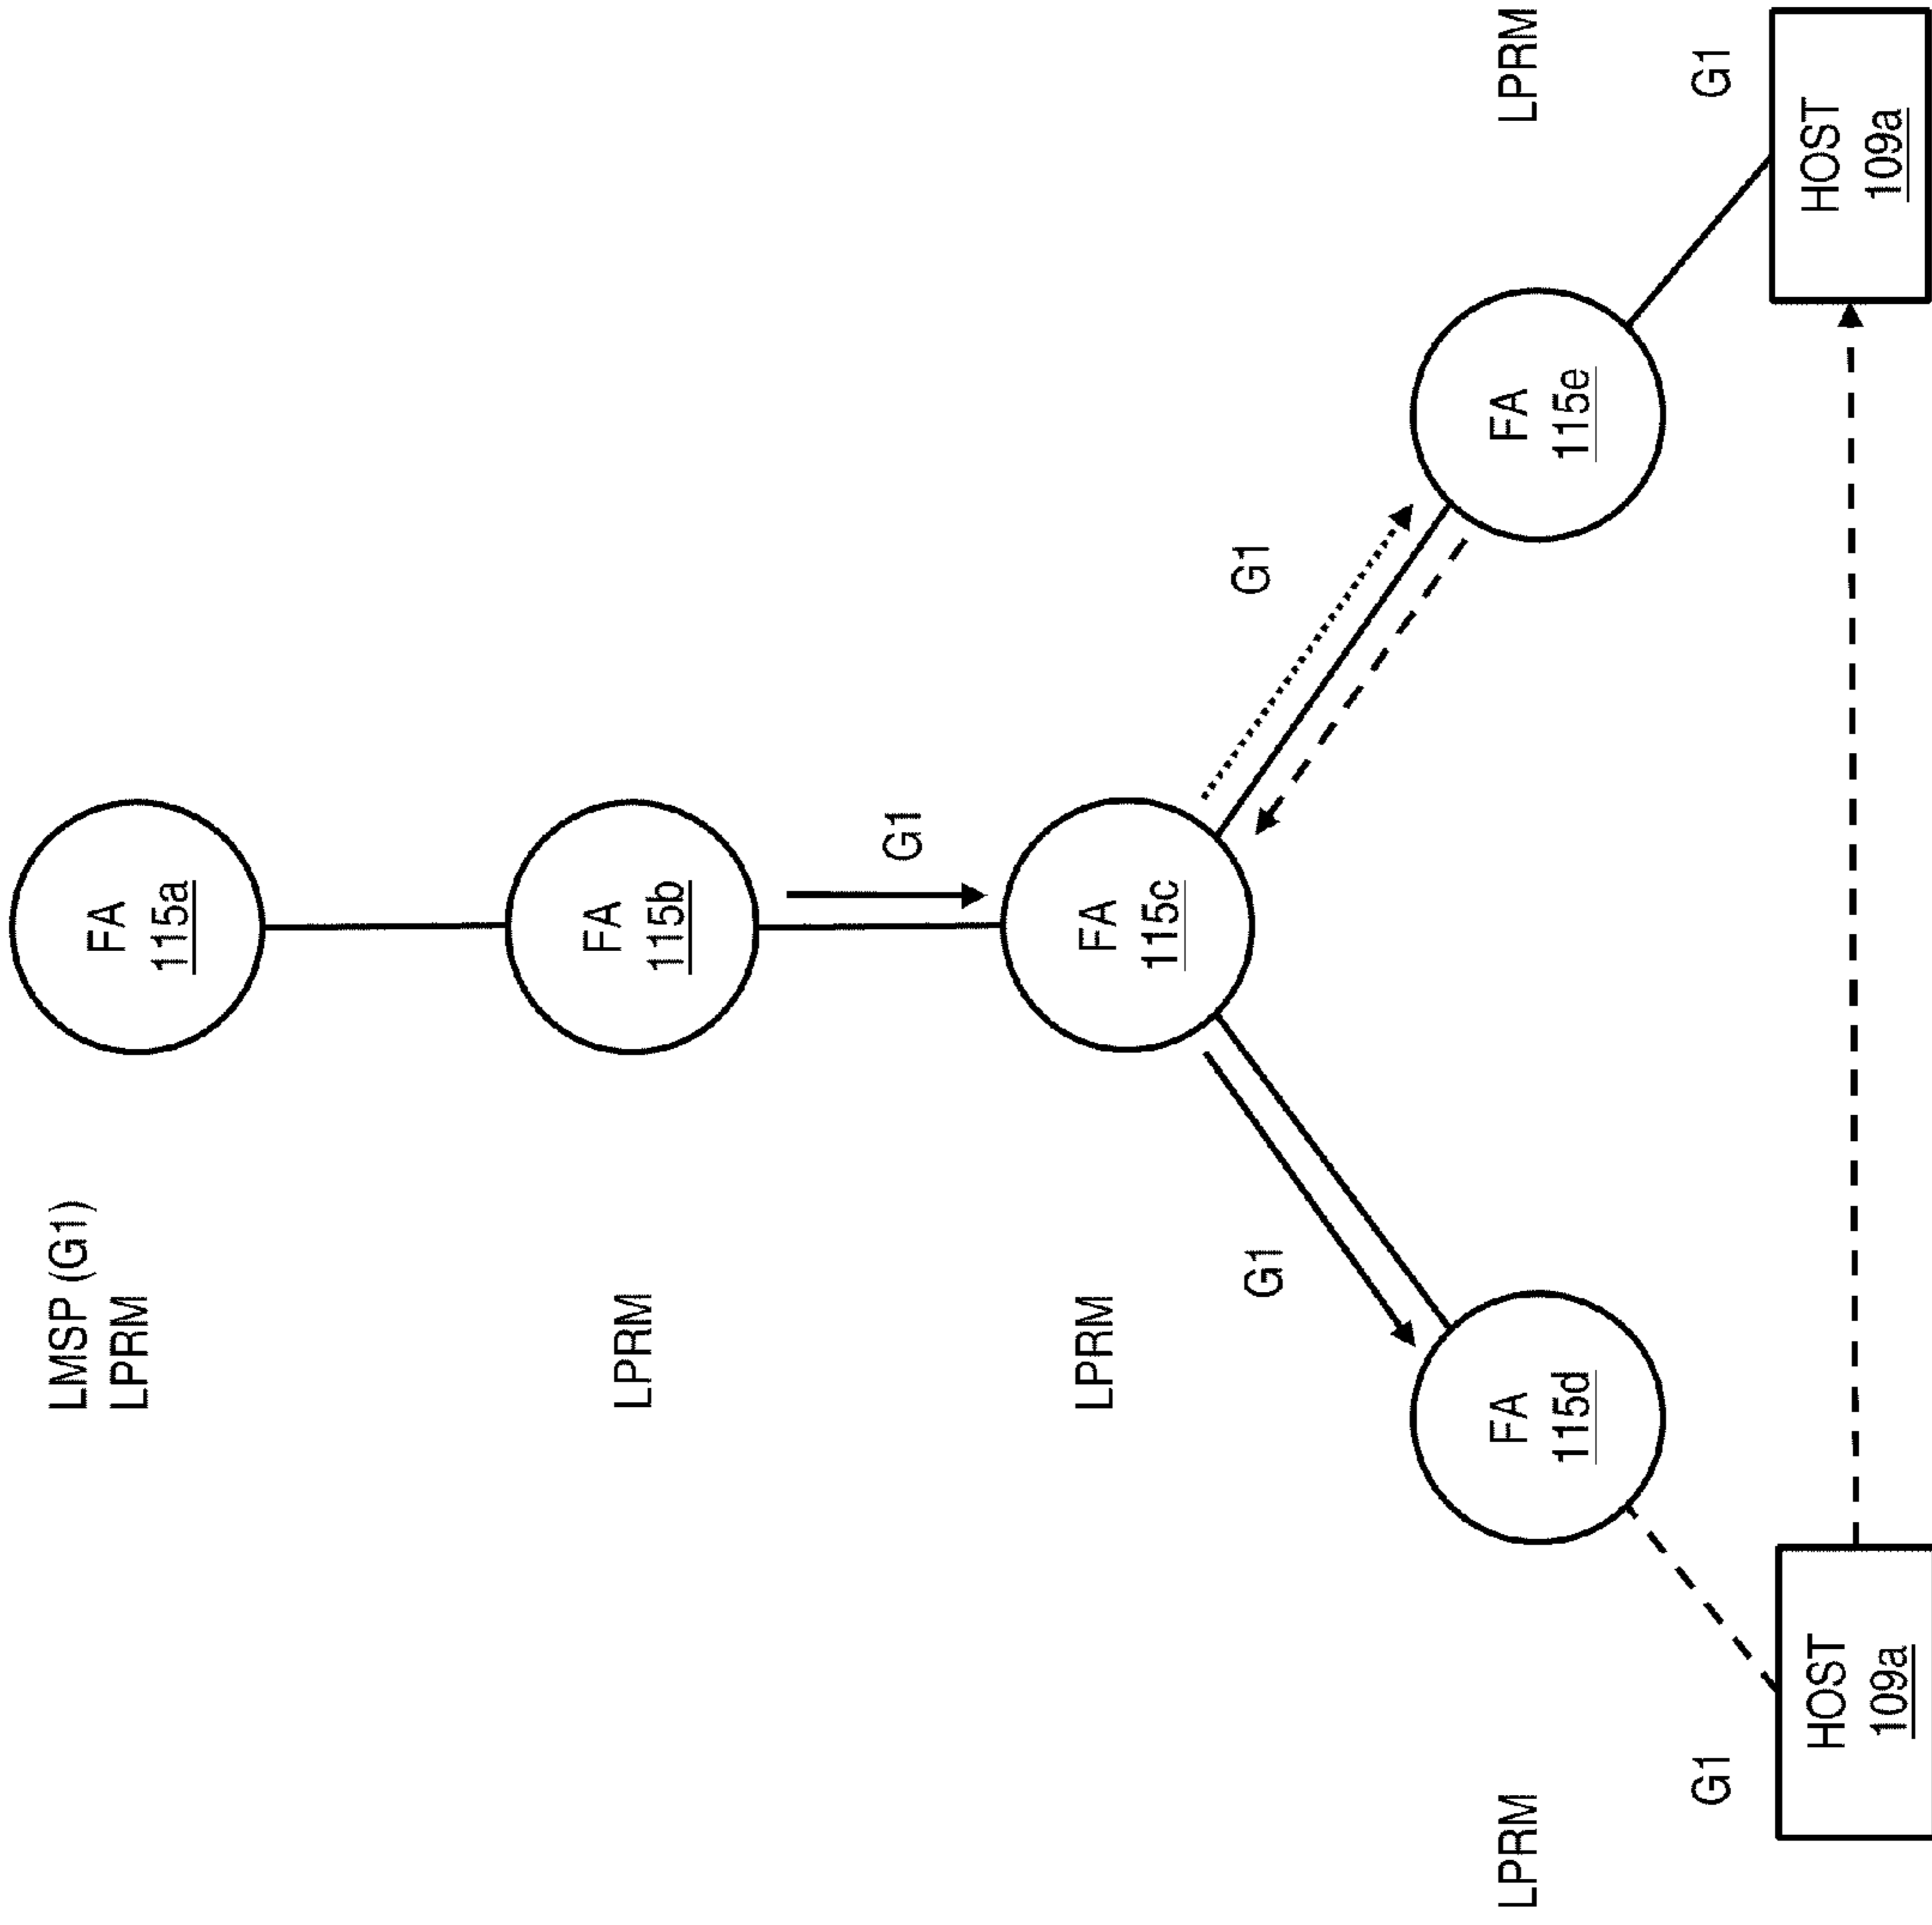 LMSP (G1)
LPRM
FA
115a
LPRM
FA
115b
G1
LPRM
FA
115c
G1
G1
LPRM
FA
115d
FA
115e
LPRM
G1
G1
HOST
109a
HOST
109a